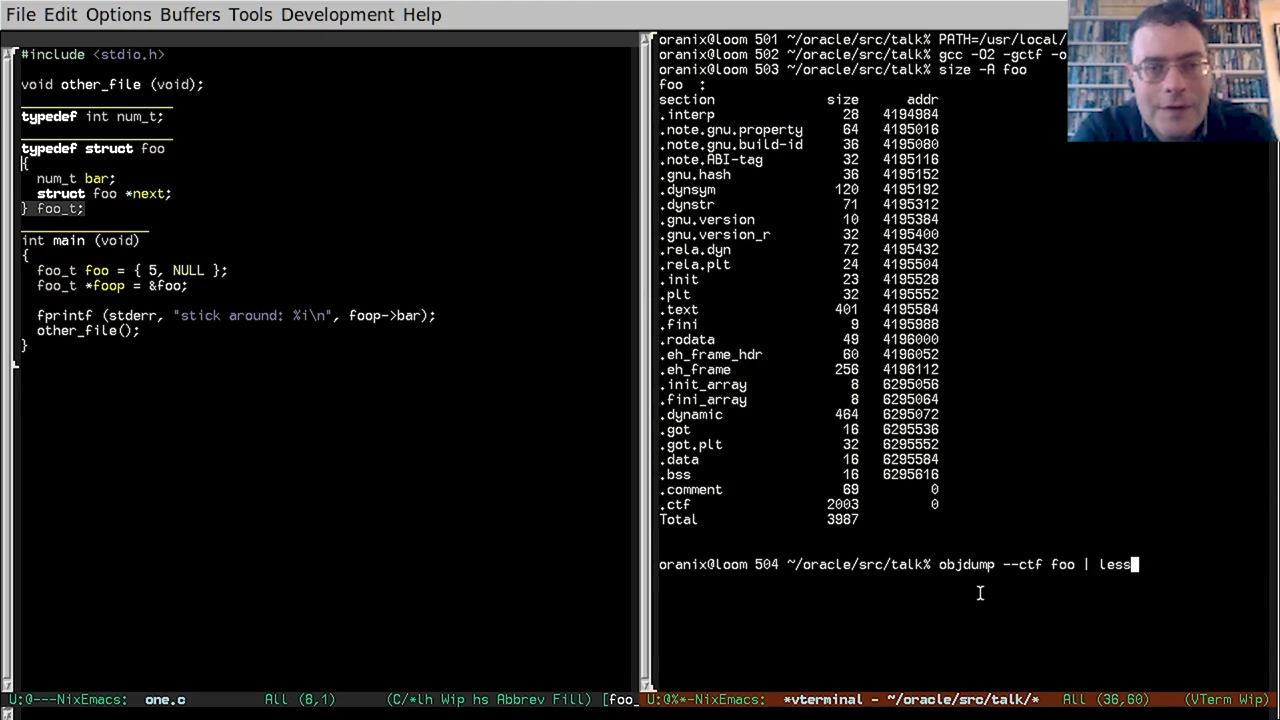 File Edit Options Buffers Tools Development Help
#include <stdio.h>
void other_file (void);
typedef int num_t;
typedef struct foo
{
num_t bar;
struct foo *next;
} foo_t;
int main (void)
{
foo_t foo = { 5, NULL };
foo_t *foop = &foo;
fprintf (stderr, "stick around: %i\n", foop->bar);
other_file();
}
U:@---NixEmacs: one.c All (8,1) (C/*lh Wip hs Abbrev Fill) [foo_
oranix@loom 501 ~/oracle/src/talk% PATH=/usr/local/
oranix@loom 502 ~/oracle/src/talk% gcc -O2 -gctf -o
oranix@loom 503 ~/oracle/src/talk% size -A foo
foo :
section size addr
.interp 28 4194984
.note.gnu.property 64 4195016
.note.gnu.build-id 36 4195080
.note.ABI-tag 32 4195116
.gnu.hash 36 4195152
.dynsym 120 4195192
.dynstr 71 4195312
.gnu.version 10 4195384
.gnu.version_r 32 4195400
.rela.dyn 72 4195432
.rela.plt 24 4195504
.init 23 4195528
.plt 32 4195552
.text 401 4195584
.fini 9 4195988
.rodata 49 4196000
.eh_frame_hdr 60 4196052
.eh_frame 256 4196112
.init_array 8 6295056
.fini_array 8 6295064
.dynamic 464 6295072
.got 16 6295536
.got.plt 32 6295552
.data 16 6295584
.bss 16 6295616
.comment 69 0
.ctf 2003 0
Total 3987
oranix@loom 504 ~/oracle/src/talk% objdump --ctf foo | less
U:@%*-NixEmacs: *vterminal - ~/oracle/src/talk/* All (36,60) (VTerm Wip)